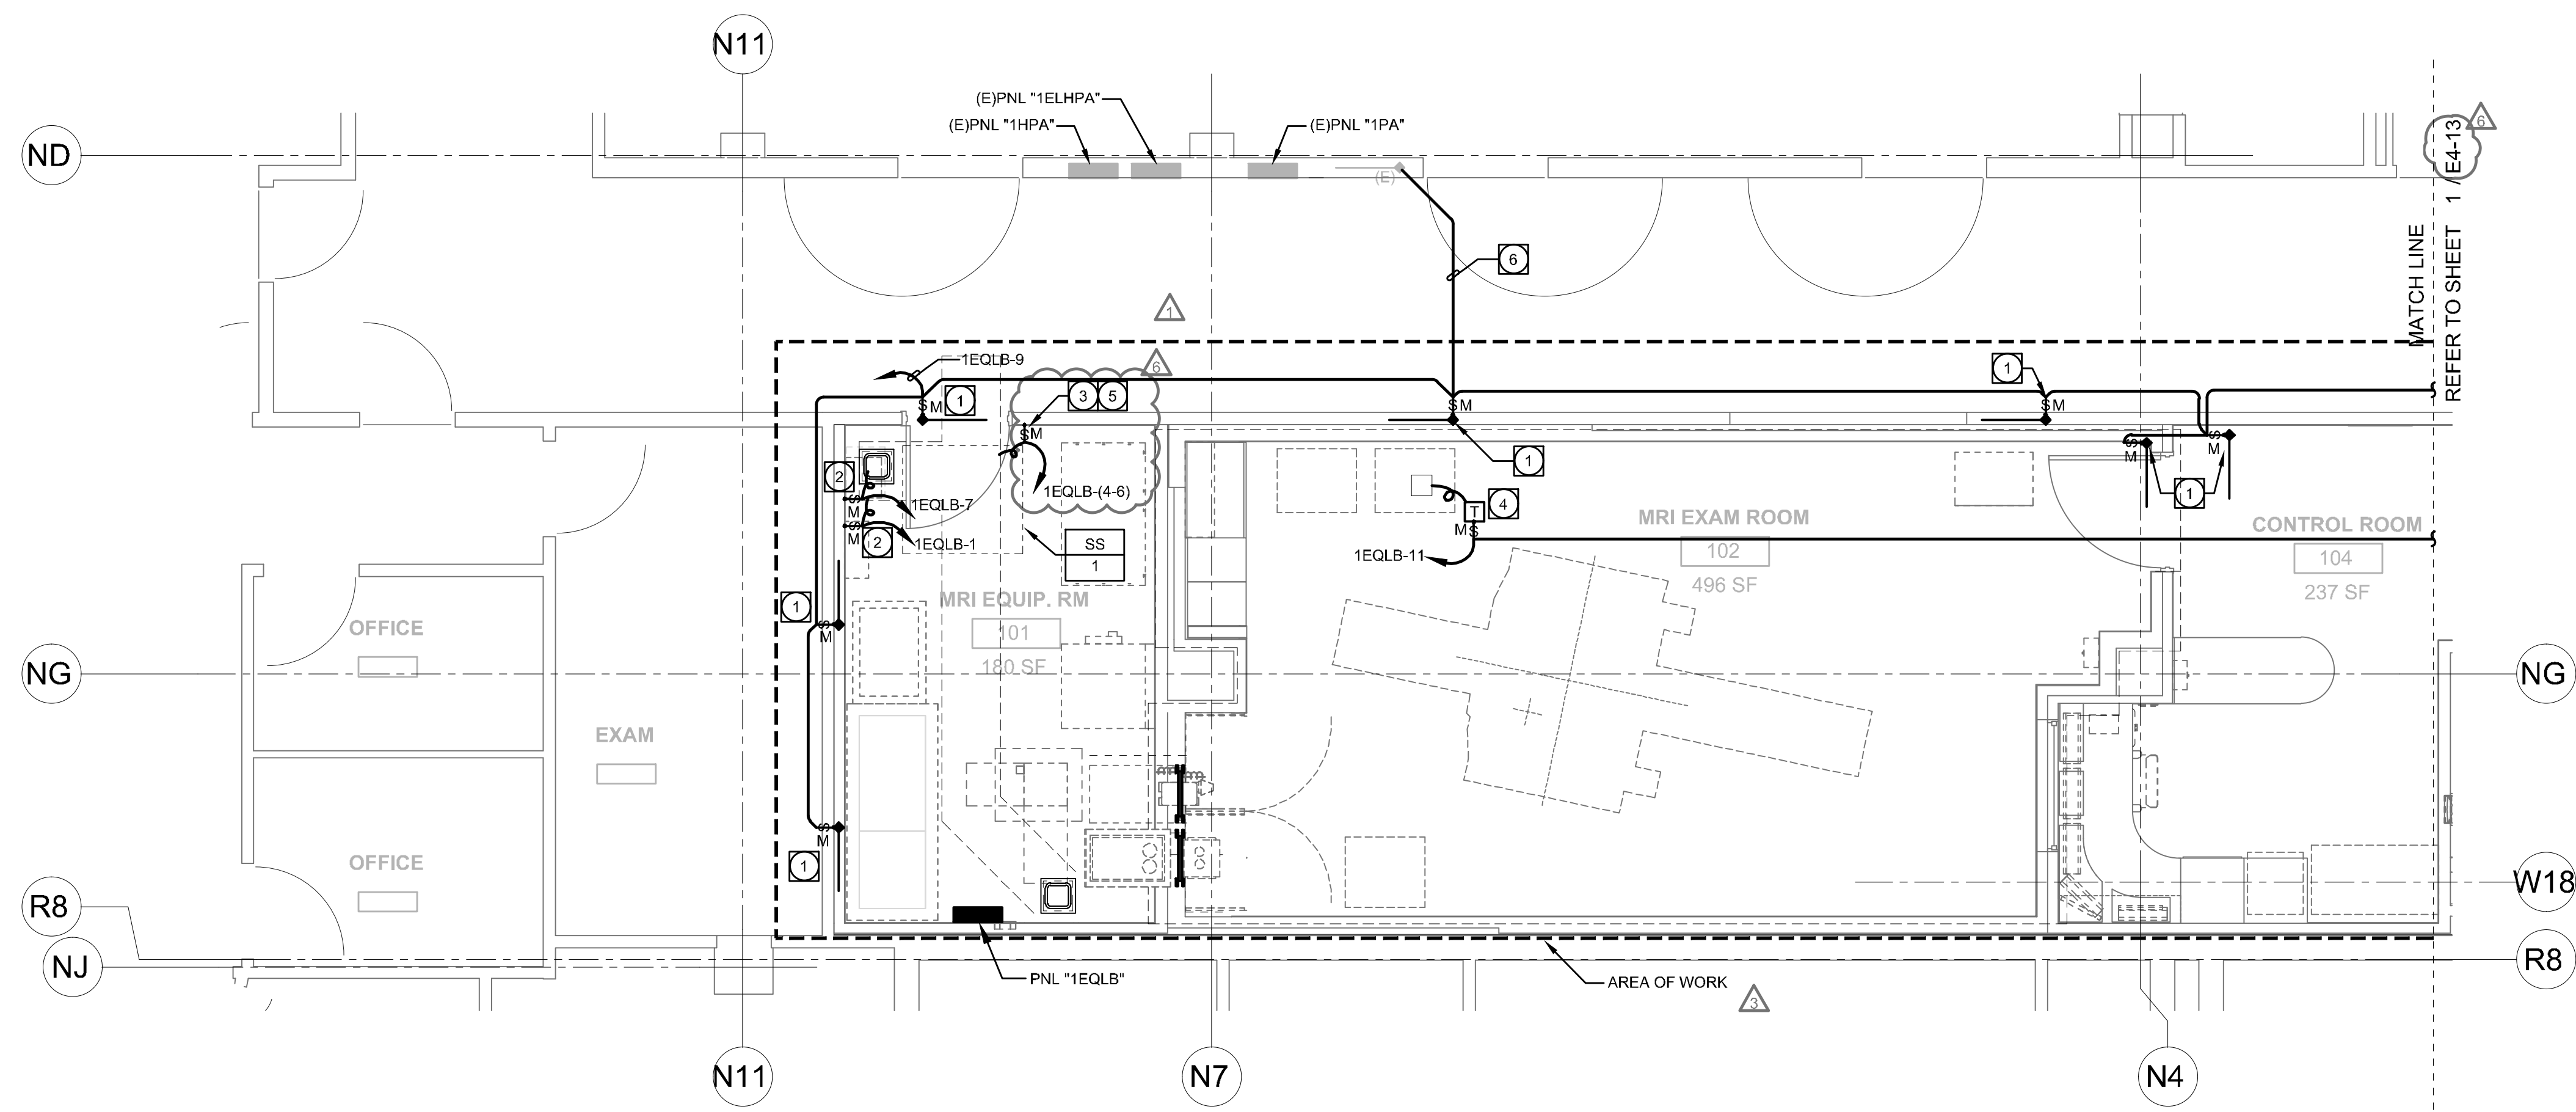 N11
(E)PNL "1ELHPA"
(E)PNL "1HPA"
(E)PNL "1PA"
ND
(E)
6
MATCH LINE
REFER TO SHEET 1 / E4-13
6
1
6
1EQLB-9
S M
1
3
5
S M
1EQLB-(4-6)
S M
1
1
S M
S M
S M
1
2
S M
1EQLB-7
S M
2
1EQLB-1
SS
1
T
4
M S
1EQLB-11
MRI EXAM ROOM
102
496 SF
CONTROL ROOM
104
237 SF
MRI EQUIP. RM
101
180 SF
1
S M
OFFICE
NG
NG
EXAM
S M
1
OFFICE
R8
W18
NJ
R8
PNL "1EQLB"
AREA OF WORK
3
N11
N7
N4